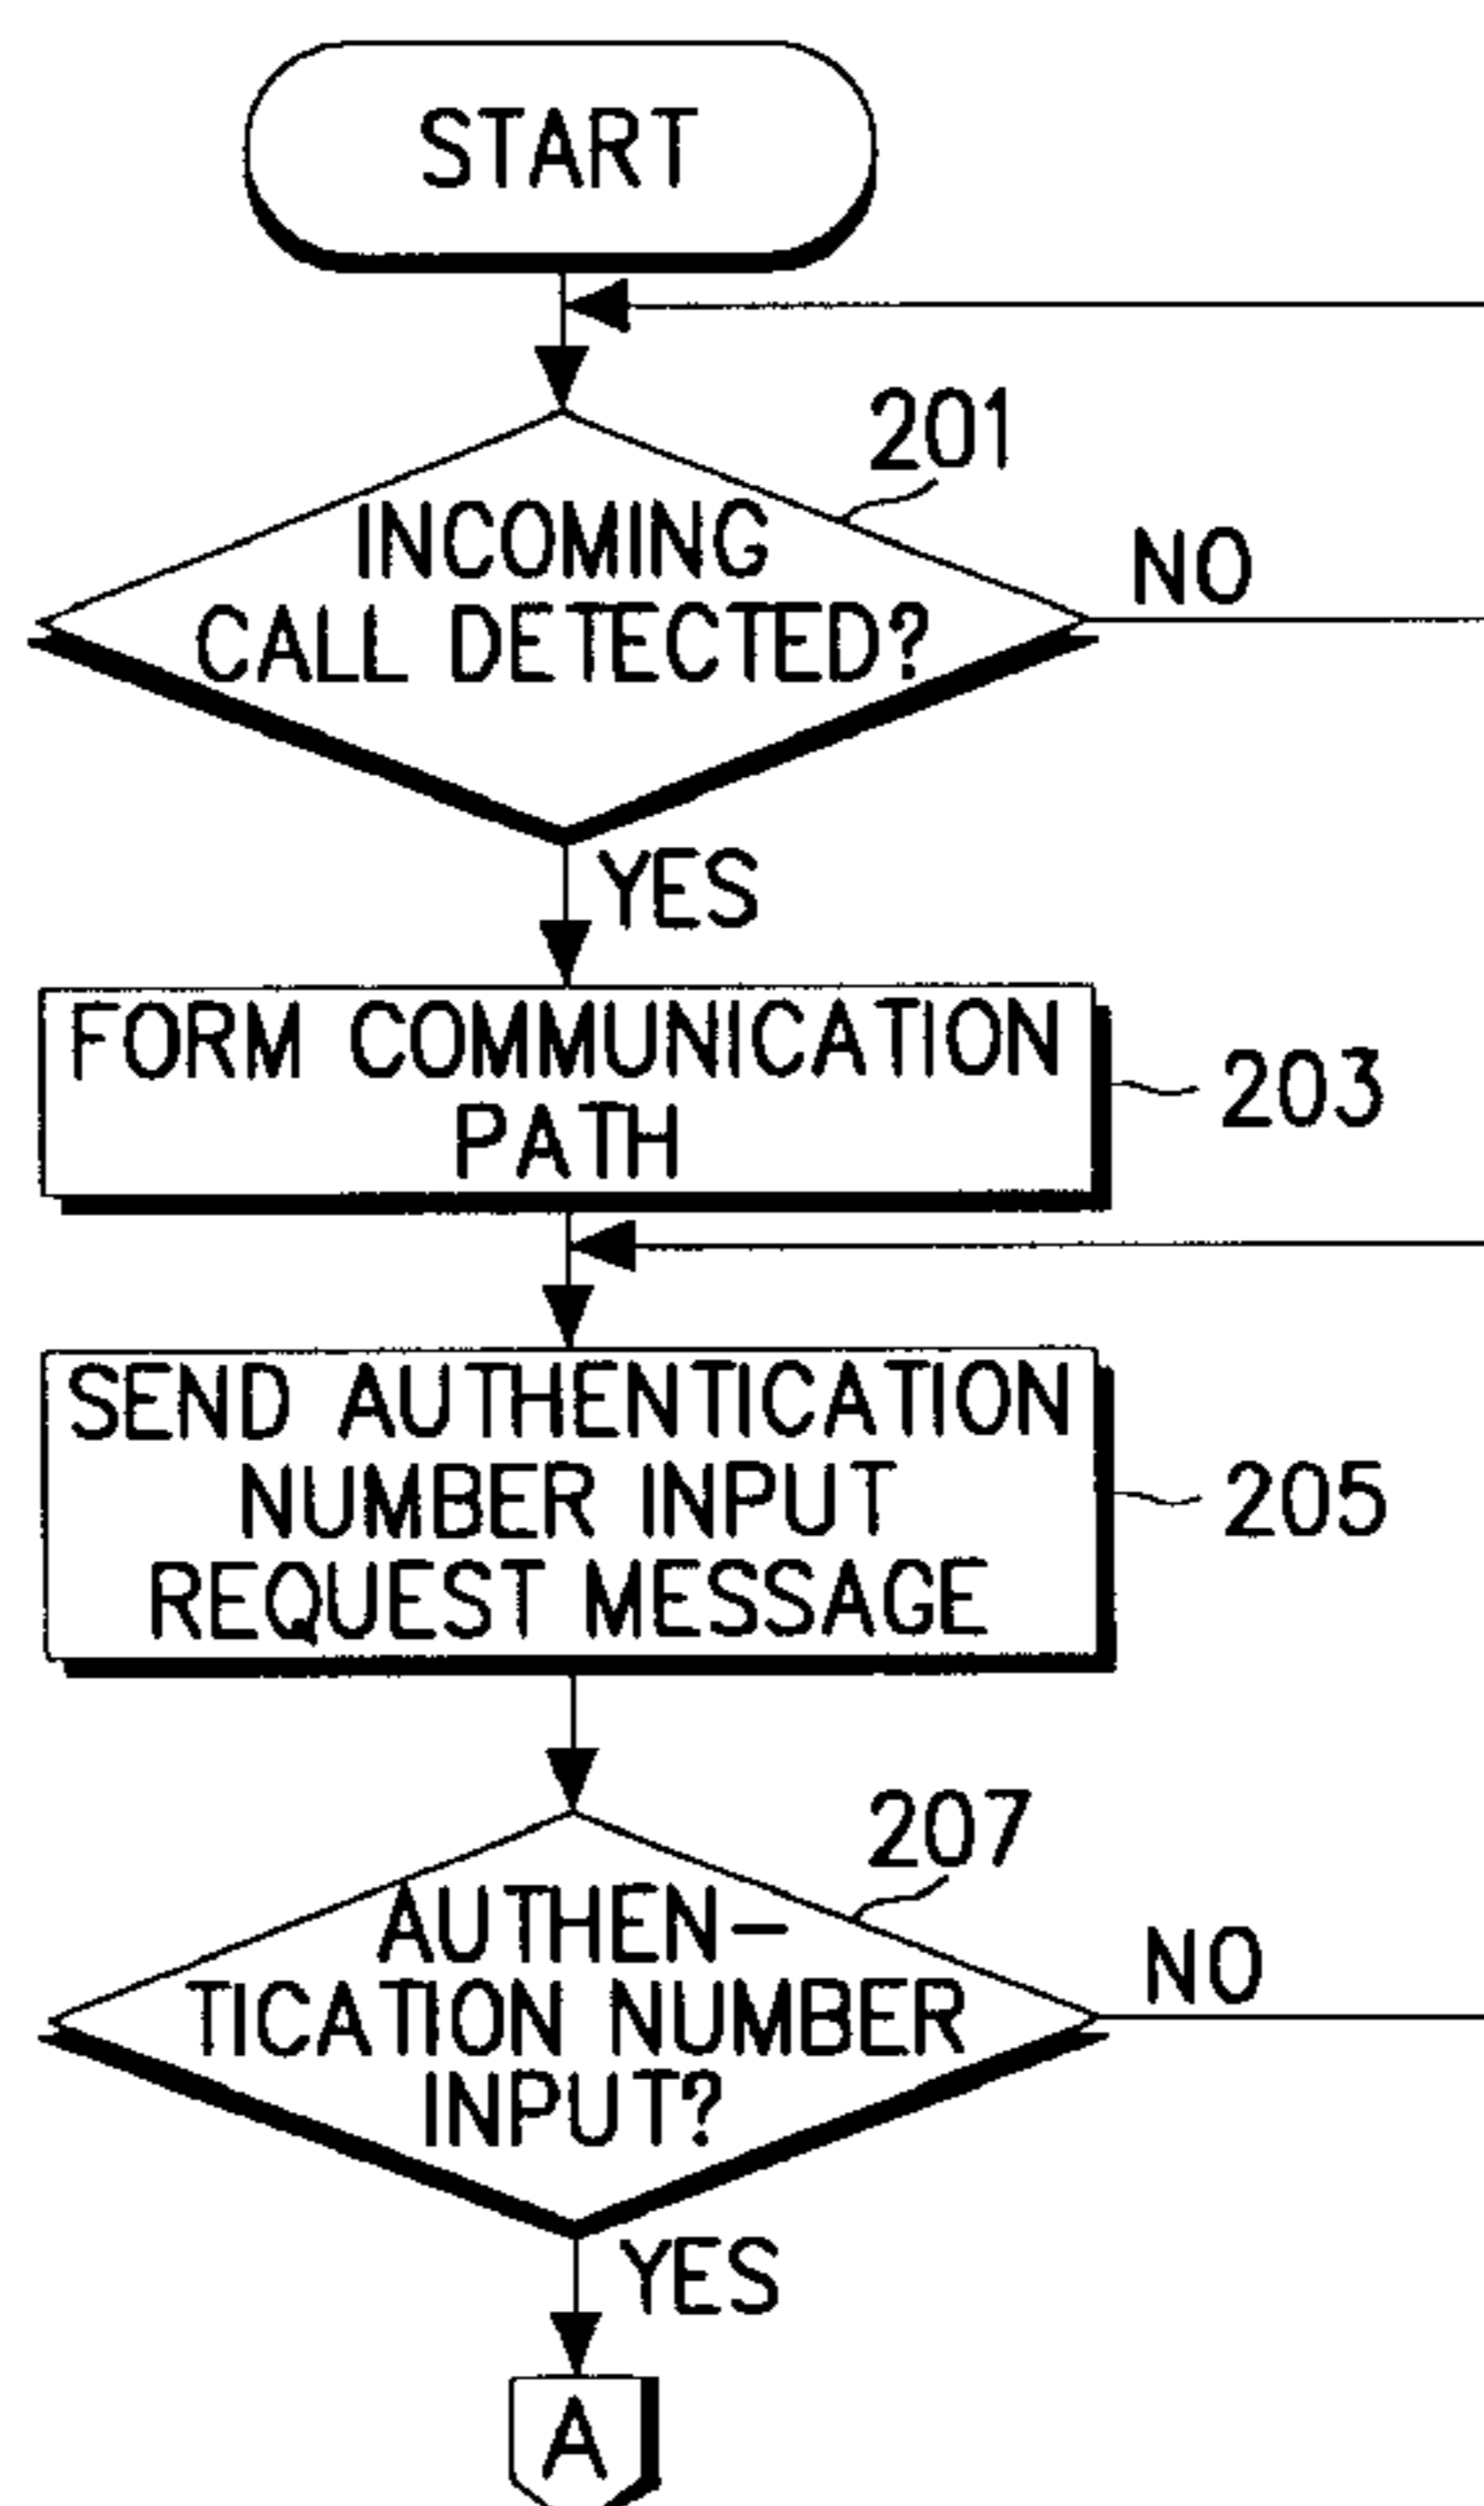 START
201
INCOMING
CALL DETECTED?
NO
YES
FORM COMMUNICATION
PATH
203
SEND AUTHENTICATION
NUMBER INPUT
REQUEST MESSAGE
205
207
AUTHEN-
TICATION NUMBER
INPUT?
NO
YES
A